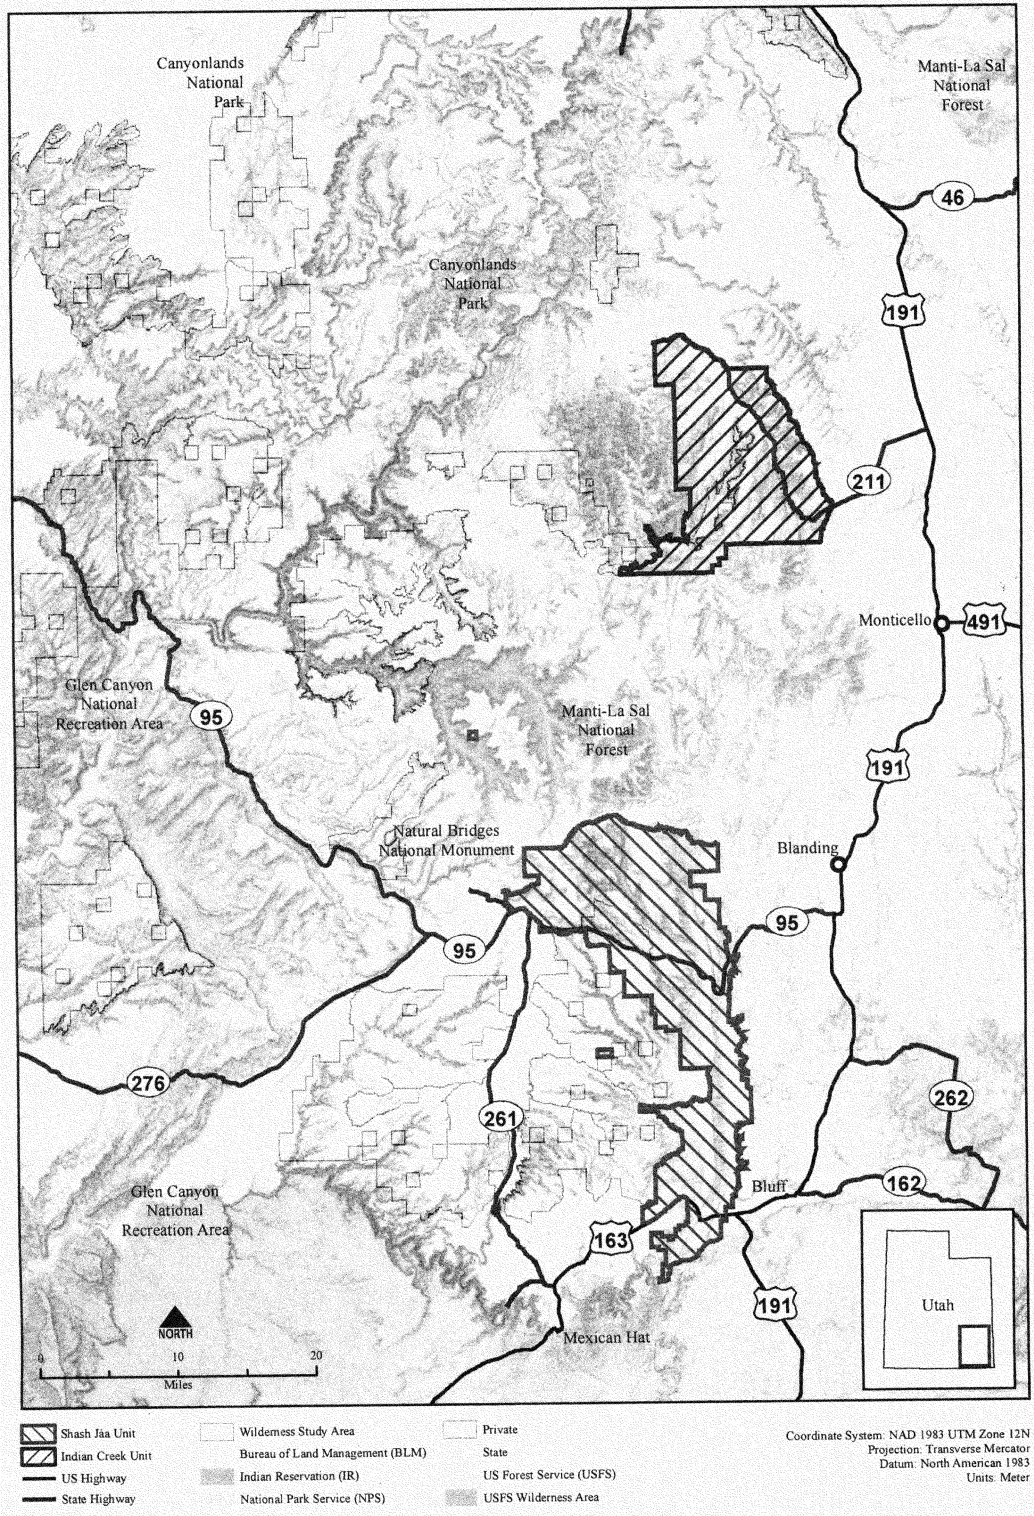 Canyonlands
National
Park
Manti-La Sal
National
Forest
46
Canyonlands
National
Park
191
211
Monticello
491
Glen Canyon
National
Recreation Area
95
Manti-La Sal
National
Forest
191
Natural Bridges
National Monument
Blanding
95
95
276
261
262
Glen Canyon
National
Recreation Area
Bluff
162
163
191
Utah
NORTH
0 10 20
Miles
Mexican Hat
Shash Jáa Unit
Indian Creek Unit
US Highway
State Highway
Wilderness Study Area
Bureau of Land Management (BLM)
Indian Reservation (IR)
National Park Service (NPS)
Private
State
US Forest Service (USFS)
USFS Wilderness Area
Coordinate System: NAD 1983 UTM Zone 12N
Projection: Transverse Mercator
Datum: North American 1983
Units: Meter